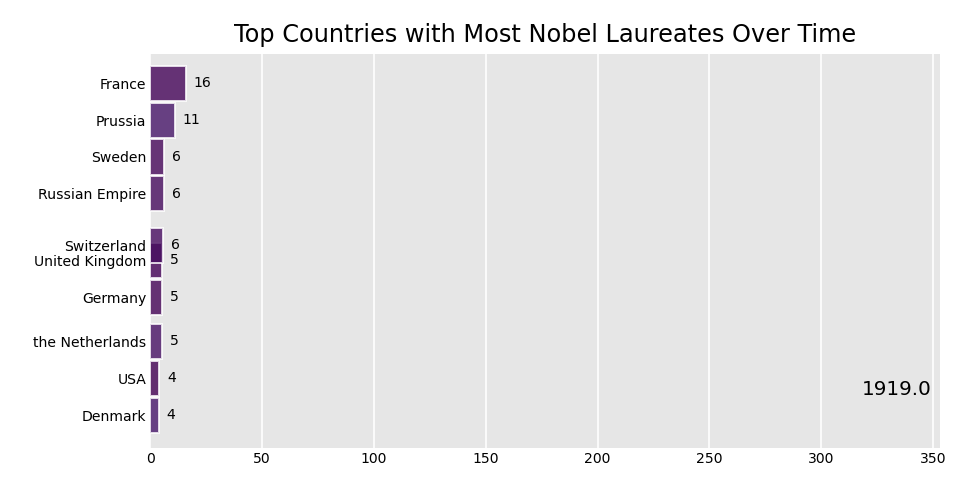 Top Countries with Most Nobel Laureates Over Time
France 16
Prussia 11
Sweden 6
Russian Empire 6
Switzerland 6
United Kingdom 5
Germany 5
the Netherlands 5
USA 4
1919.0
Denmark 4
0 50 100 150 200 250 300 350